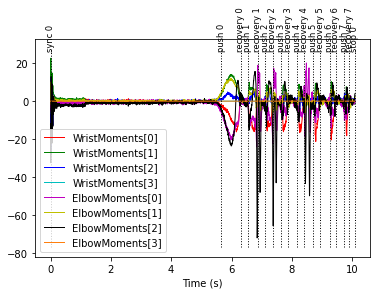 sync 0
push 0
recovery 0
push 1
recovery 1
push 2
recovery 2
push 3
recovery 3
push 4
recovery 4
push 5
recovery 5
push 6
recovery 6
push 7
recovery 7
stop 0
20
0
−20
−40
−60
−80
WristMoments[0]
WristMoments[1]
WristMoments[2]
WristMoments[3]
ElbowMoments[0]
ElbowMoments[1]
ElbowMoments[2]
ElbowMoments[3]
0 2 4 6 8 10
Time (s)